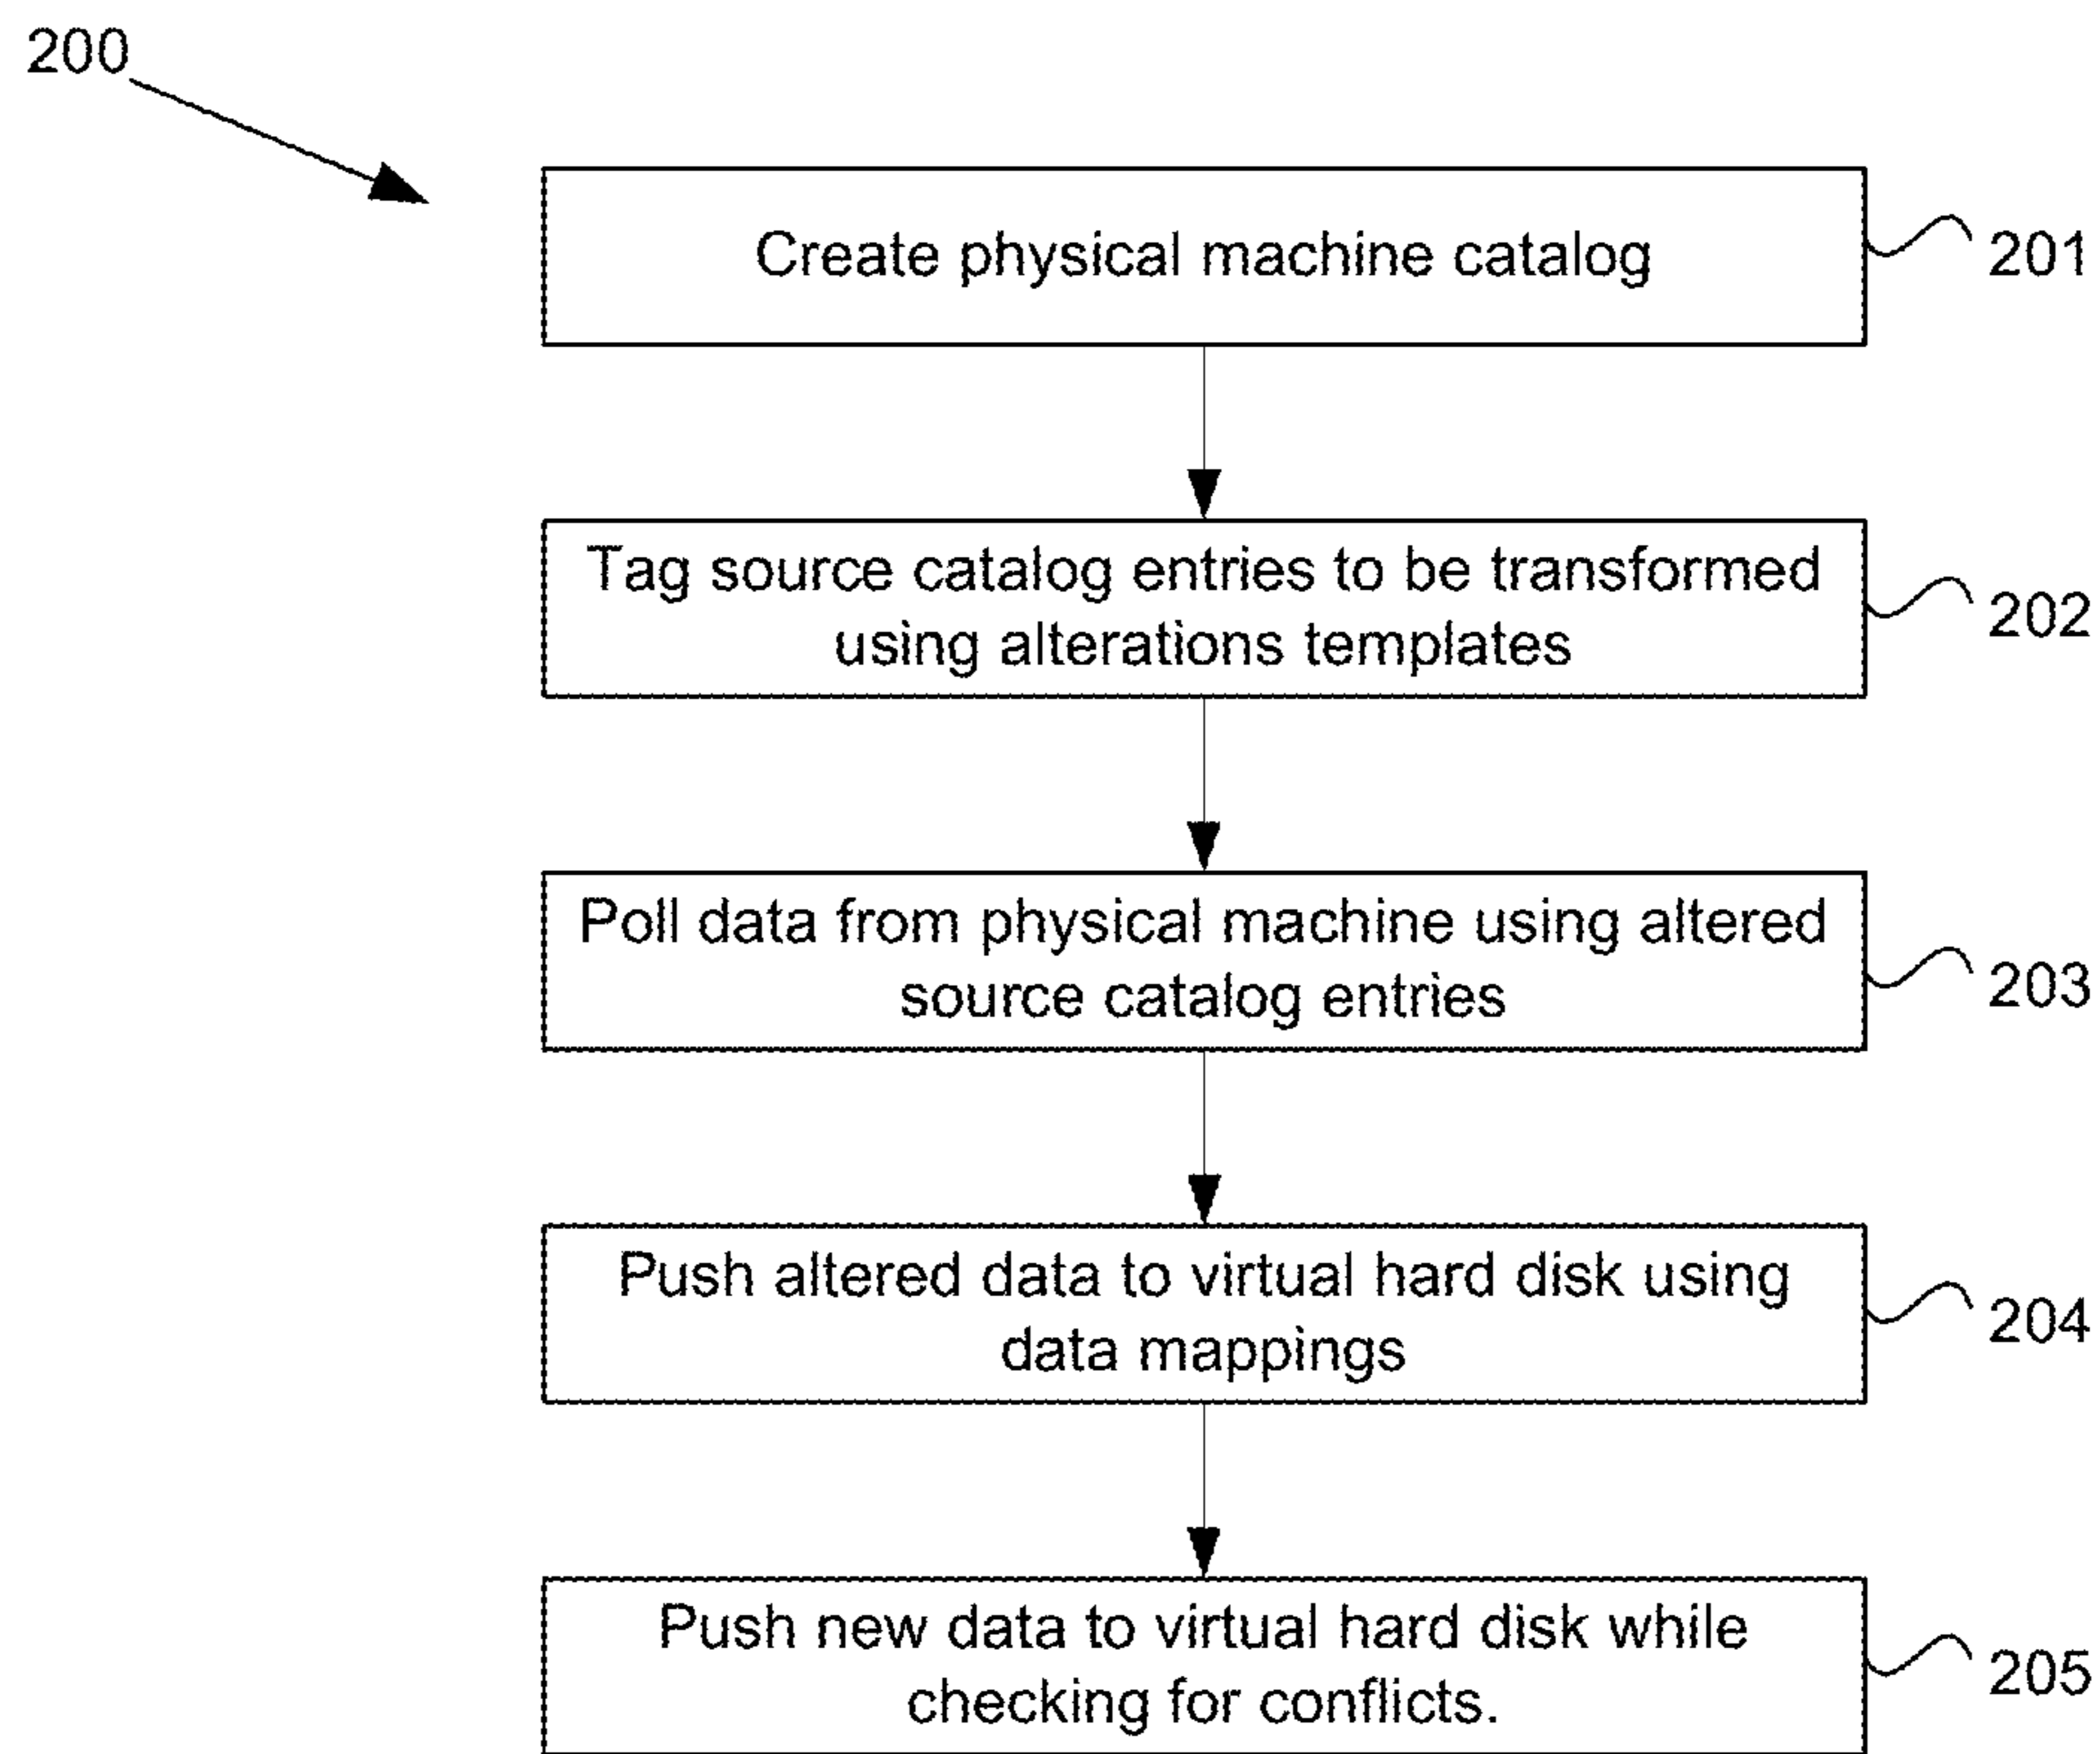 200
Create physical machine catalog
201
Tag source catalog entries to be transformed
using alterations templates
202
Poll data from physical machine using altered
source catalog entries
203
Push altered data to virtual hard disk using
data mappings
204
Push new data to virtual hard disk while
checking for conflicts.
205